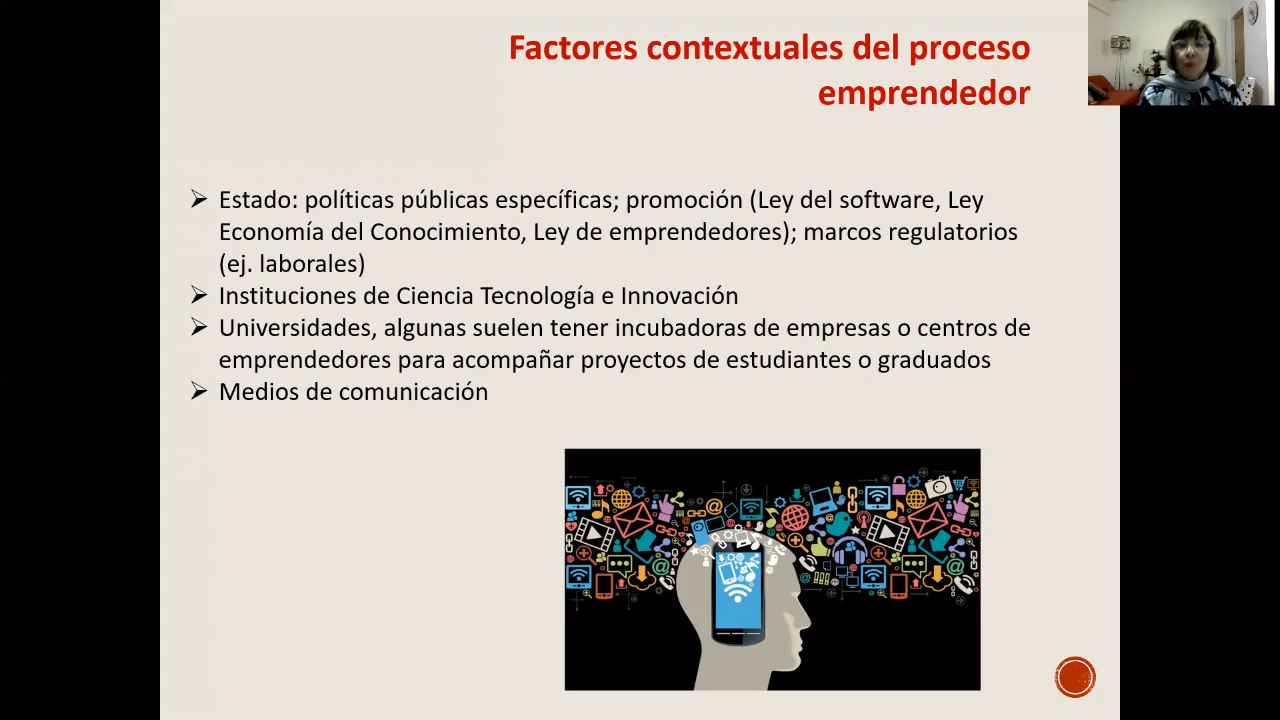 Factores contextuales del proceso
emprendedor
➢ Estado: políticas públicas específicas; promoción (Ley del software, Ley
Economía del Conocimiento, Ley de emprendedores); marcos regulatorios
(ej. laborales)
➢ Instituciones de Ciencia Tecnología e Innovación
➢ Universidades, algunas suelen tener incubadoras de empresas o centros de
emprendedores para acompañar proyectos de estudiantes o graduados
➢ Medios de comunicación